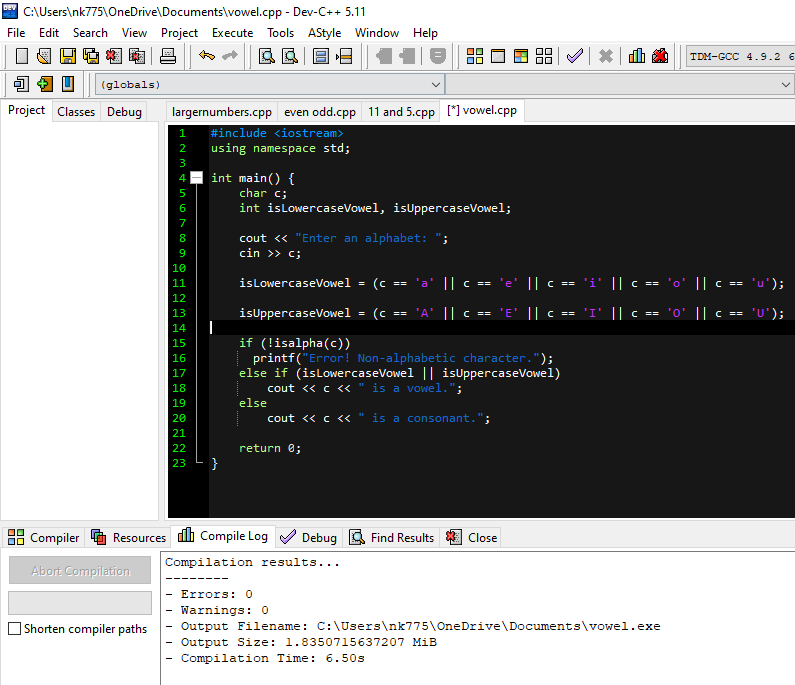 C:\Users\nk775\OneDrive\Documents\vowel.cpp - Dev-C++ 5.11
File Edit Search View Project Execute Tools AStyle Window Help
TDM-GCC 4.9.2 6
(globals)
Project Classes Debug
largernumbers.cpp even odd.cpp 11 and 5.cpp [*] vowel.cpp
1 #include <iostream>
2 using namespace std;
3
4 int main() {
5 char c;
6 int isLowercaseVowel, isUppercaseVowel;
7
8 cout << "Enter an alphabet: ";
9 cin >> c;
10
11 isLowercaseVowel = (c == 'a' || c == 'e' || c == 'i' || c == 'o' || c == 'u');
12
13 isUppercaseVowel = (c == 'A' || c == 'E' || c == 'I' || c == 'O' || c == 'U');
14
15 if (!isalpha(c))
16 printf("Error! Non-alphabetic character.");
17 else if (isLowercaseVowel || isUppercaseVowel)
18 cout << c << " is a vowel.";
19 else
20 cout << c << " is a consonant.";
21
22 return 0;
23 }
Compiler Resources Compile Log Debug Find Results Close
Abort Compilation
Shorten compiler paths
Compilation results...
--------
- Errors: 0
- Warnings: 0
- Output Filename: C:\Users\nk775\OneDrive\Documents\vowel.exe
- Output Size: 1.8350715637207 MiB
- Compilation Time: 6.50s